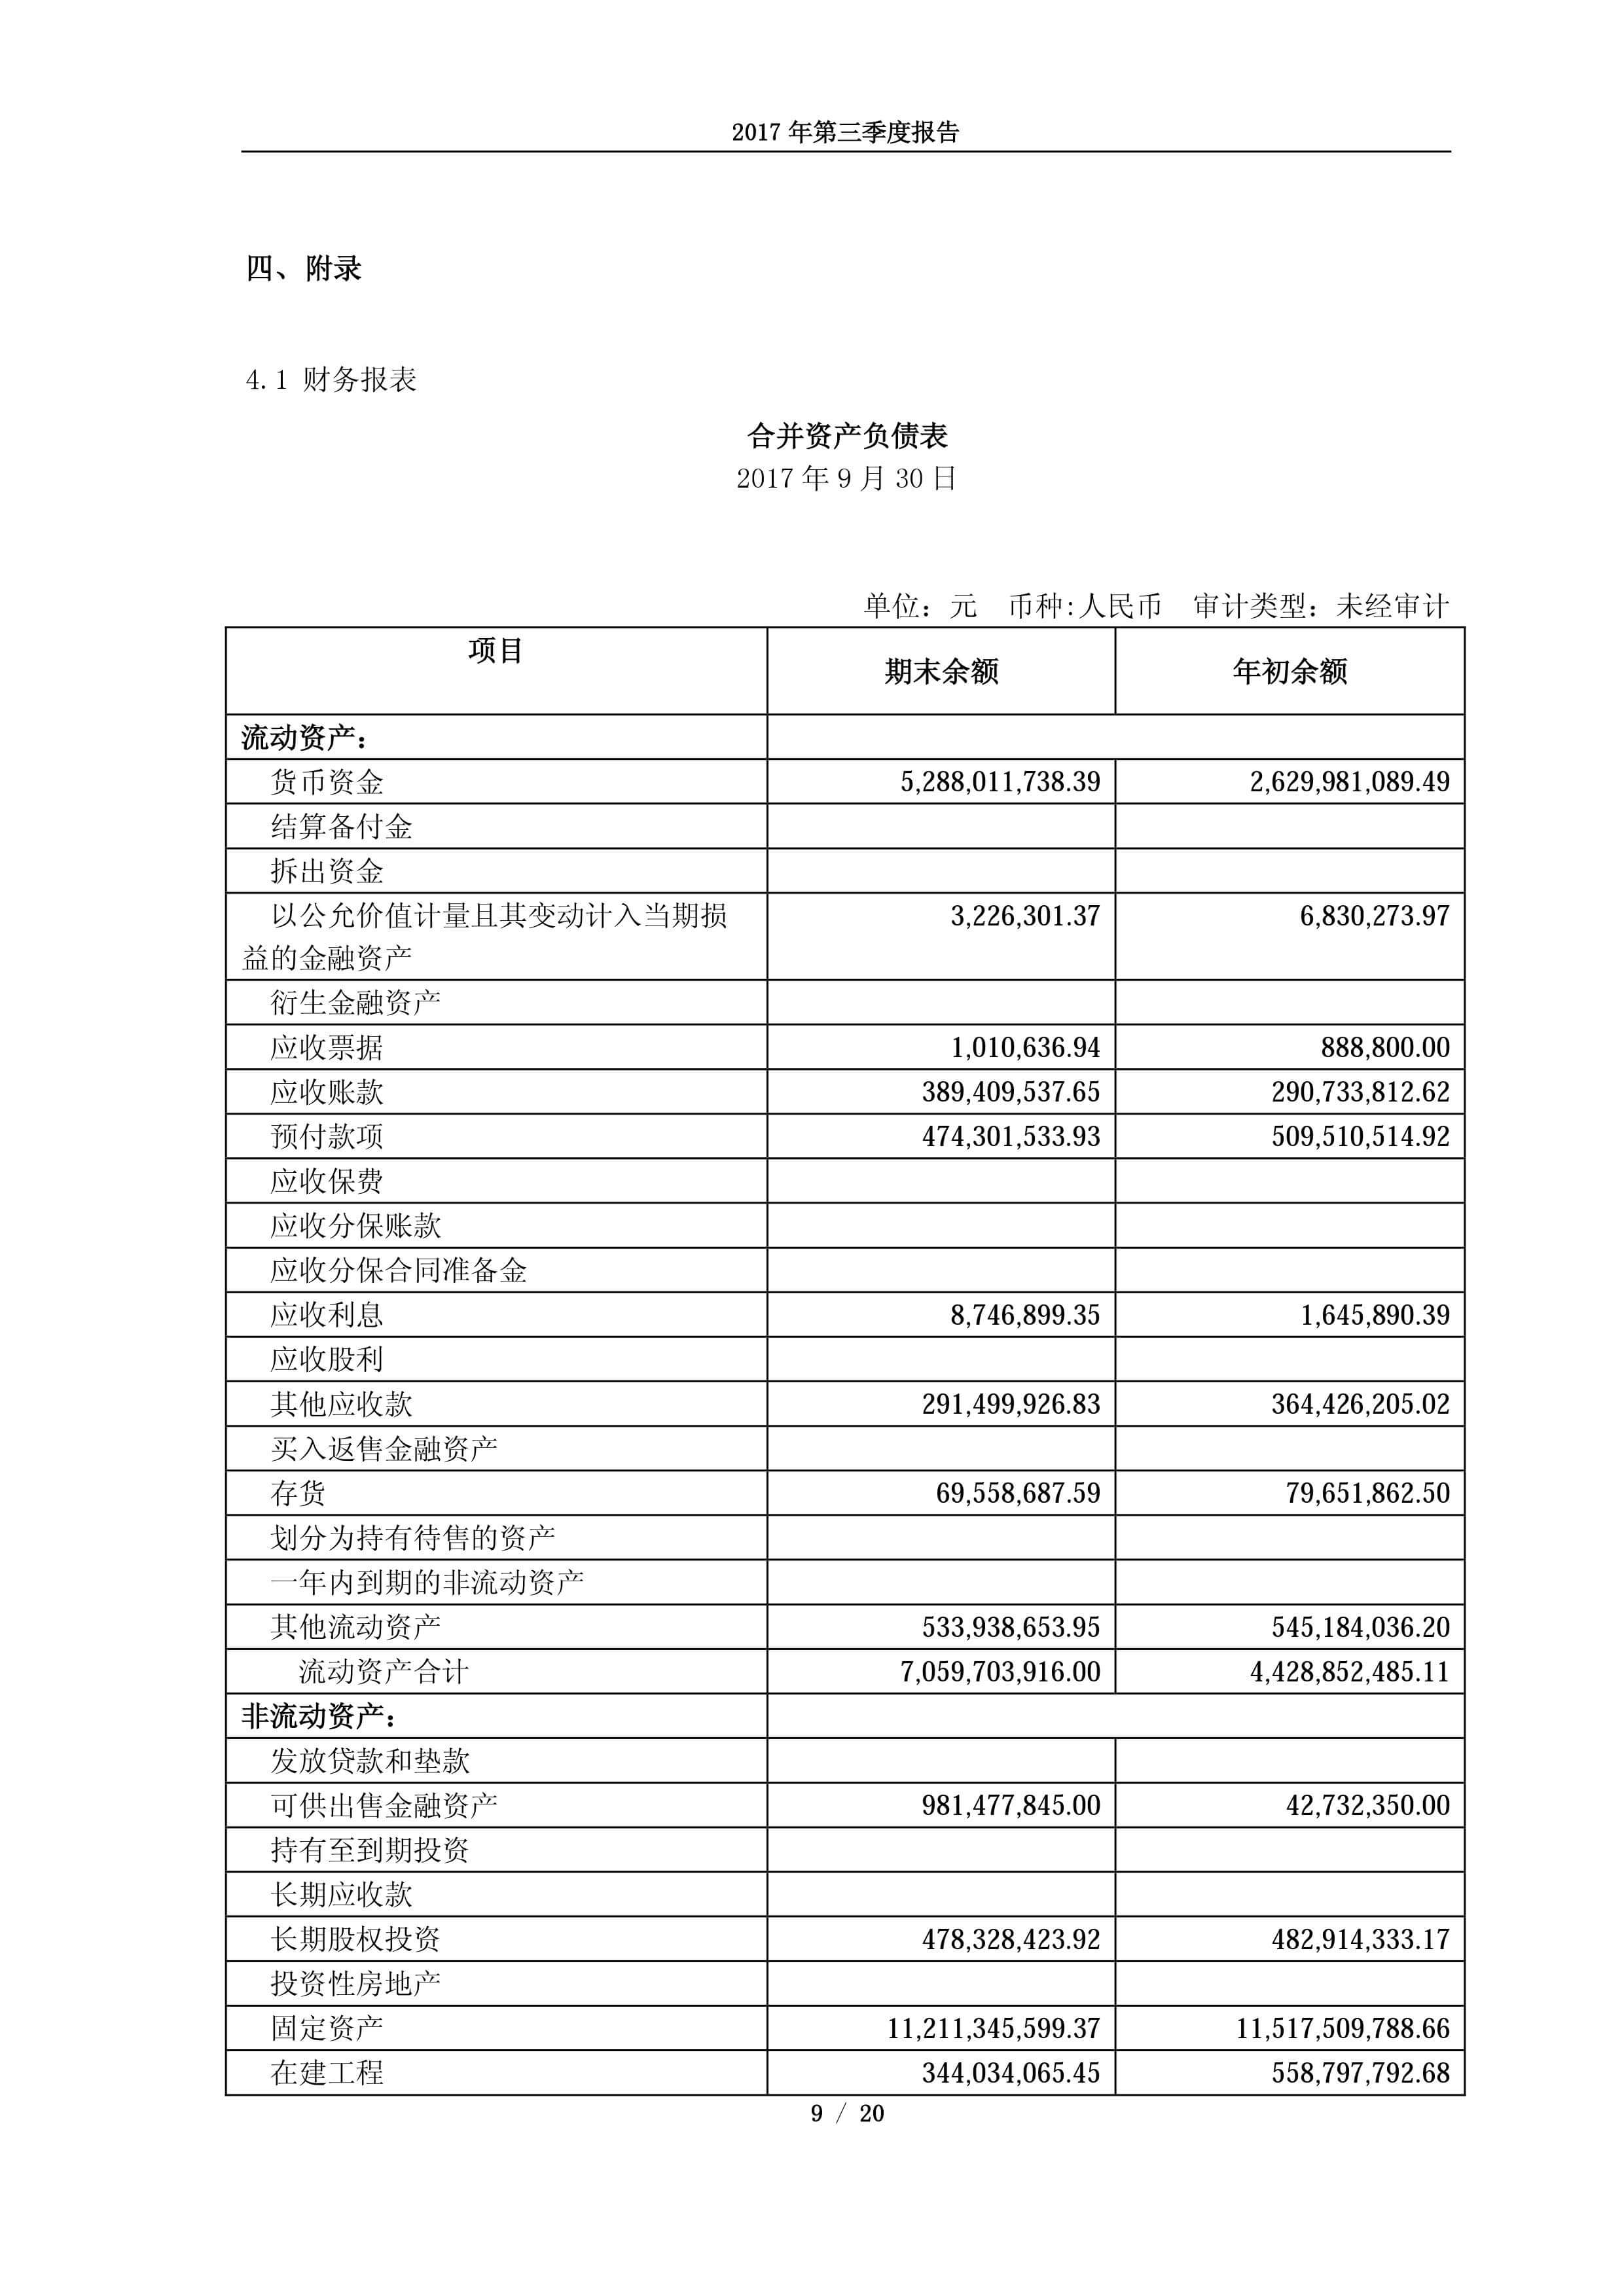 2017 年第三季度报告
四、附录
4.1 财务报表
合并资产负债表
2017 年 9 月 30 日
单位：元 币种:人民币 审计类型：未经审计
项目 期末余额 年初余额
流动资产：
货币资金 5,288,011,738.39 2,629,981,089.49
结算备付金
拆出资金
以公允价值计量且其变动计入当期损 3,226,301.37 6,830,273.97
益的金融资产
衍生金融资产
应收票据 1,010,636.94 888,800.00
应收账款 389,409,537.65 290,733,812.62
预付款项 474,301,533.93 509,510,514.92
应收保费
应收分保账款
应收分保合同准备金
应收利息 8,746,899.35 1,645,890.39
应收股利
其他应收款 291,499,926.83 364,426,205.02
买入返售金融资产
存货 69,558,687.59 79,651,862.50
划分为持有待售的资产
一年内到期的非流动资产
其他流动资产 533,938,653.95 545,184,036.20
流动资产合计 7,059,703,916.00 4,428,852,485.11
非流动资产：
发放贷款和垫款
可供出售金融资产 981,477,845.00 42,732,350.00
持有至到期投资
长期应收款
长期股权投资 478,328,423.92 482,914,333.17
投资性房地产
固定资产 11,211,345,599.37 11,517,509,788.66
在建工程 344,034,065.45 558,797,792.68
9 / 20